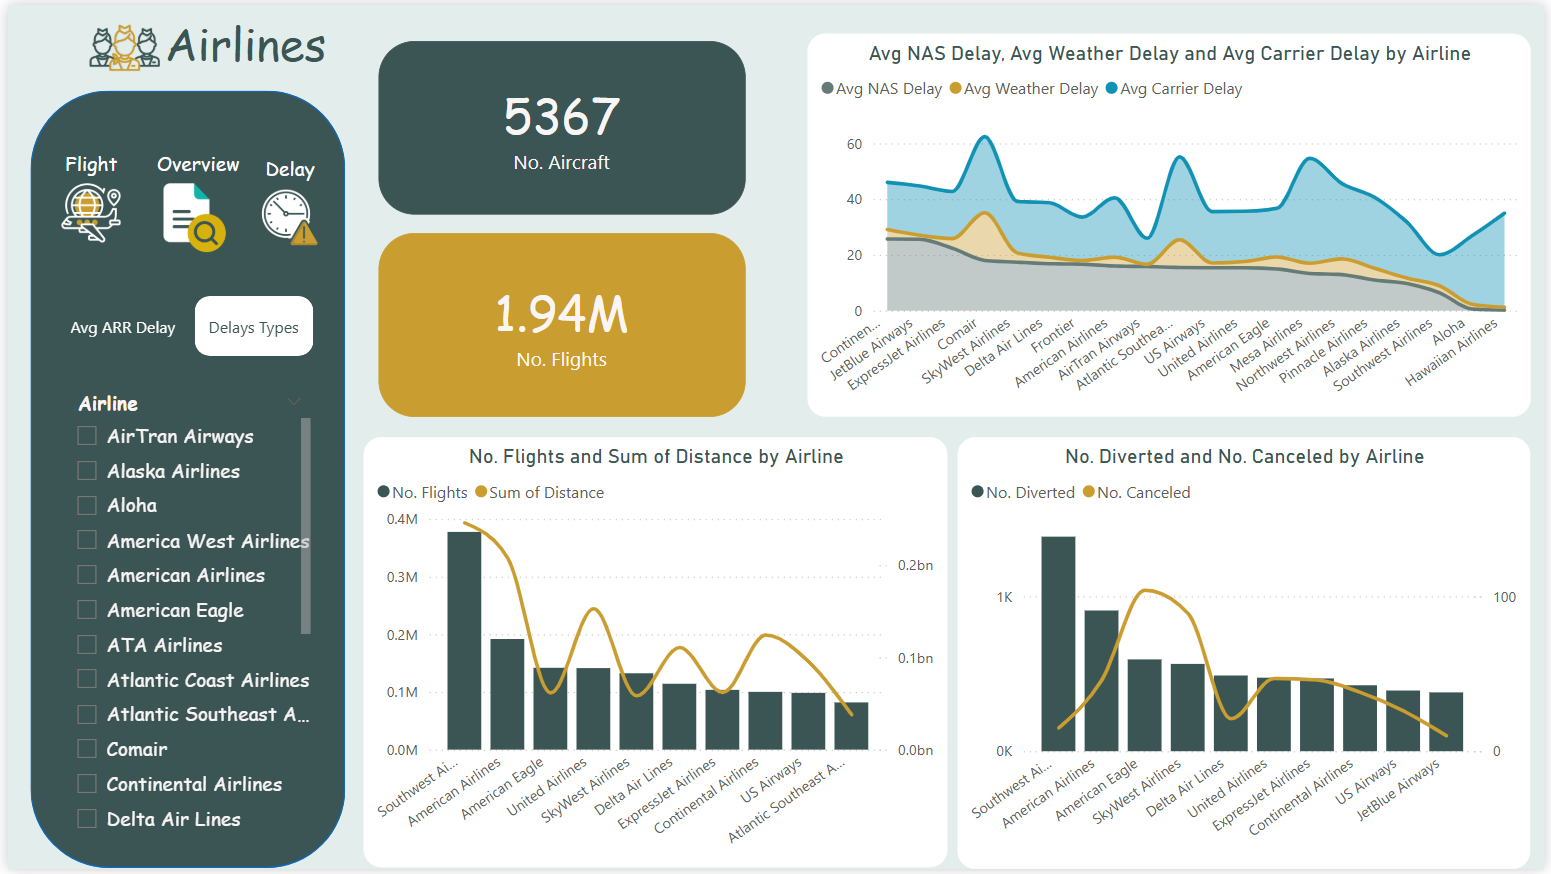 Airlines
Flight
Overview
Delay
Avg ARR Delay
Delays Types
Airline
AirTran Airways
Alaska Airlines
Aloha
America West Airlines
American Airlines
American Eagle
ATA Airlines
Atlantic Coast Airlines
Atlantic Southeast A...
Comair
Continental Airlines
Delta Air Lines
5367
No. Aircraft
1.94M
No. Flights
Avg NAS Delay, Avg Weather Delay and Avg Carrier Delay by Airline
Avg NAS Delay Avg Weather Delay Avg Carrier Delay
60
40
20
0
Continen...
JetBlue Airways
ExpressJet Airlines
Comair
SkyWest Airlines
Delta Air Lines
Frontier
American Airlines
AirTran Airways
Atlantic Southea...
US Airways
United Airlines
American Eagle
Mesa Airlines
Northwest Airlines
Pinnacle Airlines
Alaska Airlines
Southwest Airlines
Aloha
Hawaiian Airlines
No. Flights and Sum of Distance by Airline
No. Flights Sum of Distance
0.4M
0.3M
0.2M
0.1M
0.0M
0.2bn
0.1bn
0.0bn
Southwest Ai...
American Airlines
American Eagle
United Airlines
SkyWest Airlines
Delta Air Lines
ExpressJet Airlines
Continental Airlines
US Airways
Atlantic Southeast A...
No. Diverted and No. Canceled by Airline
No. Diverted No. Canceled
1K
0K
100
0
Southwest Ai...
American Airlines
American Eagle
SkyWest Airlines
Delta Air Lines
United Airlines
ExpressJet Airlines
Continental Airlines
US Airways
JetBlue Airways